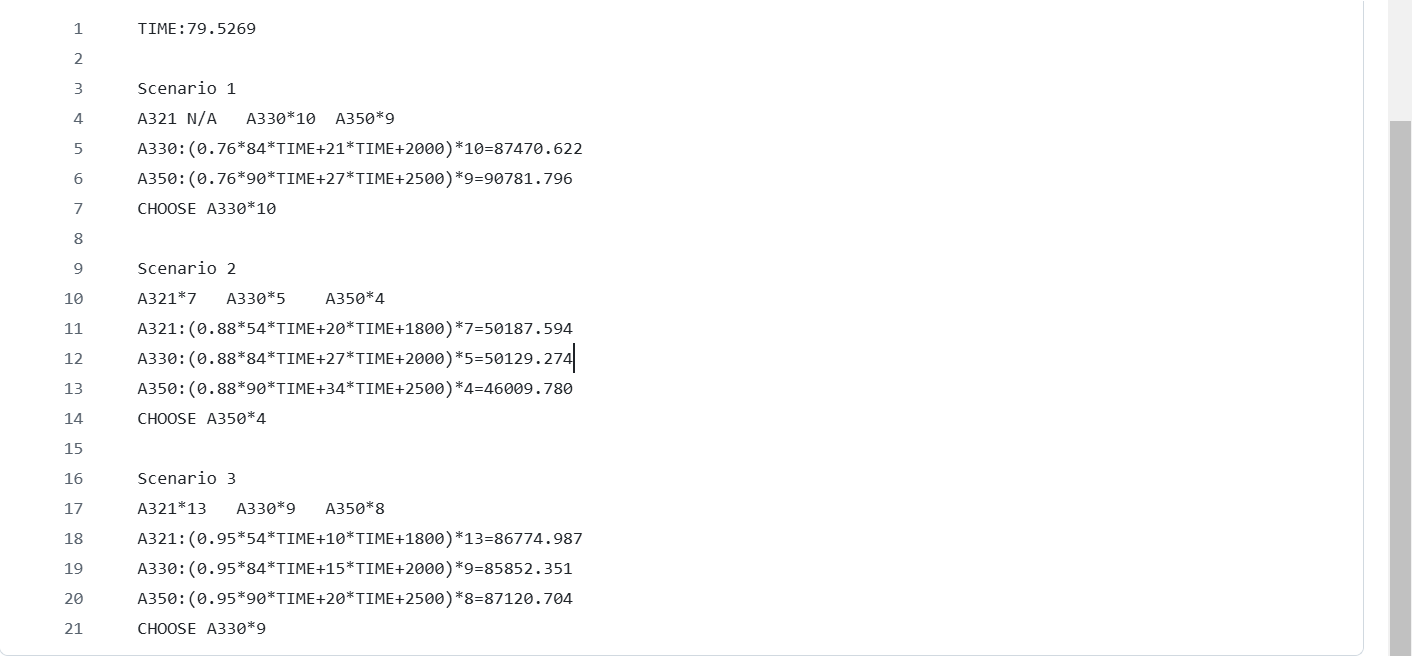 1 TIME:79.5269
2
3 Scenario 1
4 A321 N/A   A330*10  A350*9
5 A330:(0.76*84*TIME+21*TIME+2000)*10=87470.622
6 A350:(0.76*90*TIME+27*TIME+2500)*9=90781.796
7 CHOOSE A330*10
8
9 Scenario 2
10 A321*7   A330*5    A350*4
11 A321:(0.88*54*TIME+20*TIME+1800)*7=50187.594
12 A330:(0.88*84*TIME+27*TIME+2000)*5=50129.274
13 A350:(0.88*90*TIME+34*TIME+2500)*4=46009.780
14 CHOOSE A350*4
15
16 Scenario 3
17 A321*13   A330*9   A350*8
18 A321:(0.95*54*TIME+10*TIME+1800)*13=86774.987
19 A330:(0.95*84*TIME+15*TIME+2000)*9=85852.351
20 A350:(0.95*90*TIME+20*TIME+2500)*8=87120.704
21 CHOOSE A330*9